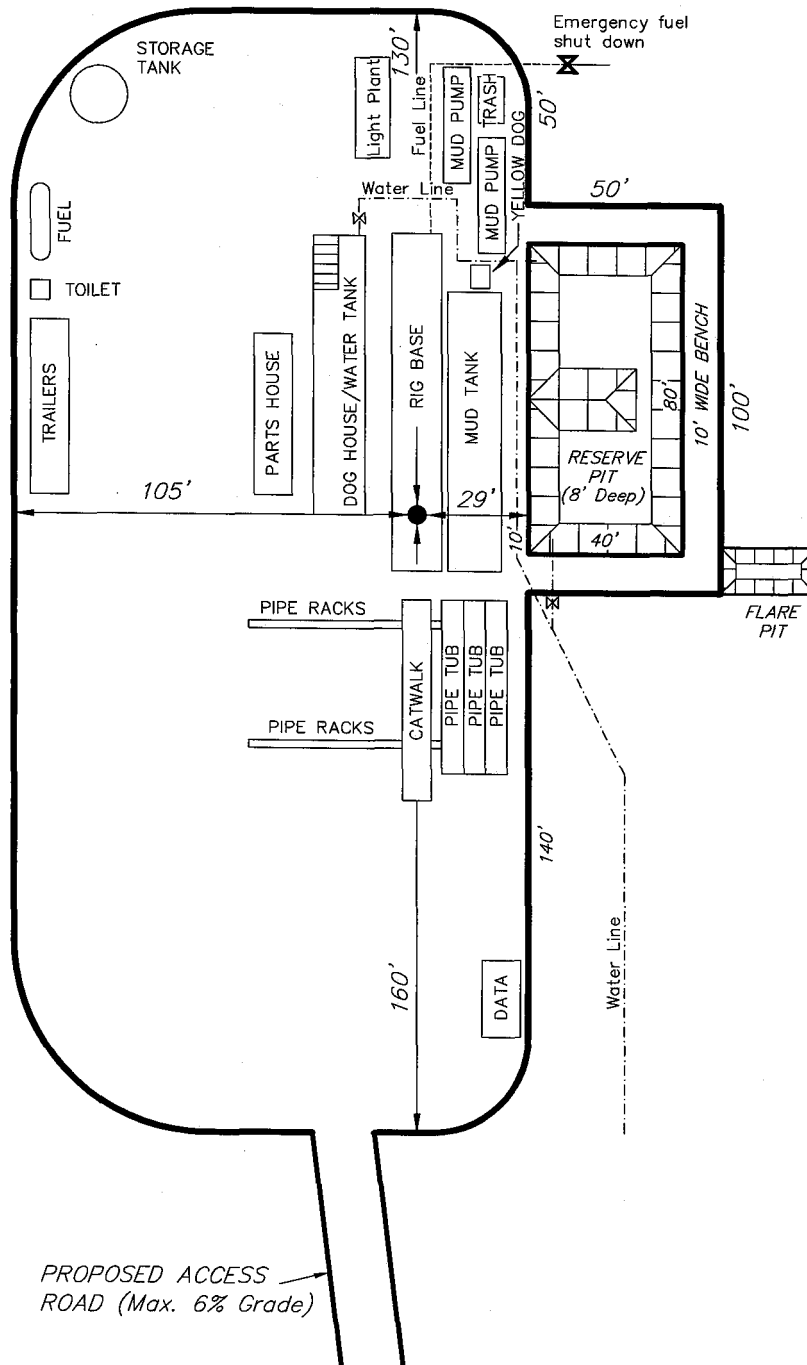 Emergency fuel
shut down
STORAGE
TANK
130'
Light Plant
Fuel Line
MUD PUMP
TRASH
50'
MUD PUMP
YELLOW DOG
Water Line
50'
FUEL
TOILET
TRAILERS
PARTS HOUSE
DOG HOUSE/WATER TANK
RIG BASE
MUD TANK
80'
10' WIDE BENCH
100'
RESERVE
PIT
(8' Deep)
105'
29'
10'
40'
FLARE
PIT
PIPE RACKS
CATWALK
PIPE TUB
PIPE TUB
PIPE TUB
PIPE RACKS
140'
Water Line
160'
DATA
PROPOSED ACCESS
ROAD (Max. 6% Grade)